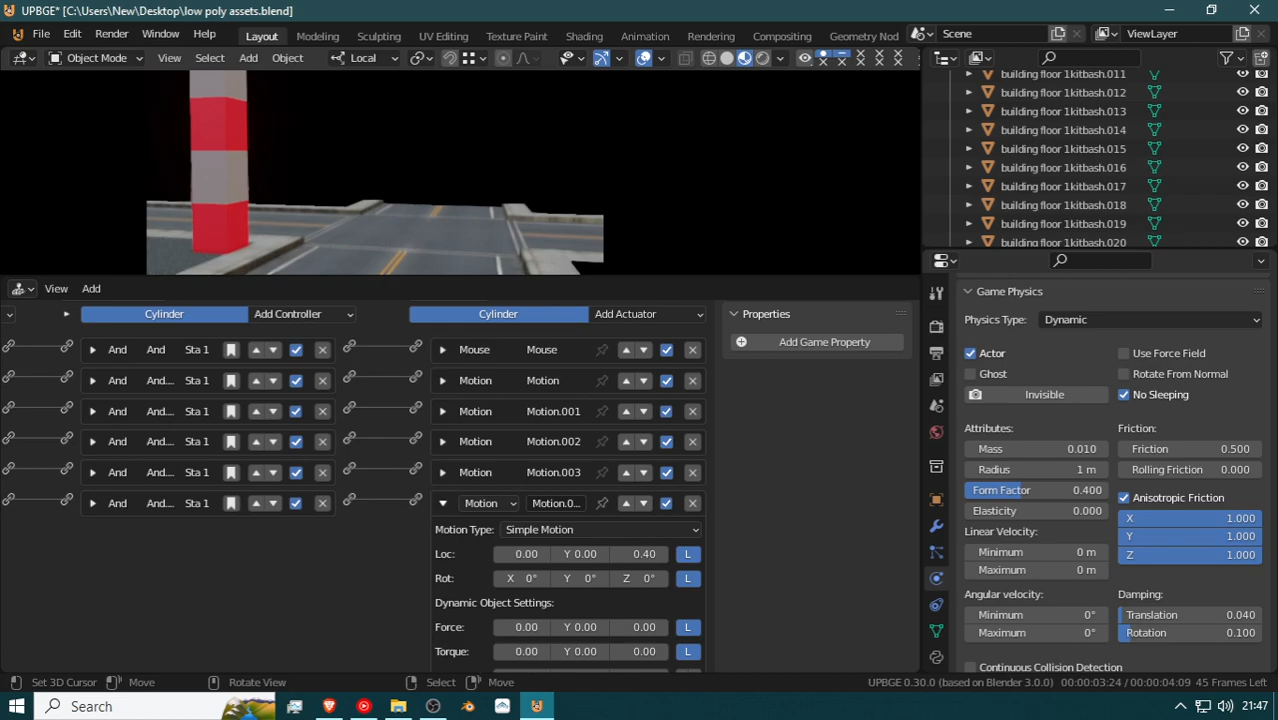 UPBGE* [C:\Users\New\Desktop\low poly assets.blend]
File Edit Render Window Help Layout Modeling Sculpting UV Editing Texture Paint Shading Animation Rendering Compositing Geometry Nod Scene ViewLayer
Object Mode View Select Add Object Local
building floor 1kitbash.011
building floor 1kitbash.012
building floor 1kitbash.013
building floor 1kitbash.014
building floor 1kitbash.015
building floor 1kitbash.016
building floor 1kitbash.017
building floor 1kitbash.018
building floor 1kitbash.019
building floor 1kitbash.020
View Add
Cylinder Add Controller Cylinder Add Actuator
And And Sta 1 Mouse Mouse
And And... Sta 1 Motion Motion
And And... Sta 1 Motion Motion.001
And And... Sta 1 Motion Motion.002
And And... Sta 1 Motion Motion.003
And And... Sta 1 Motion Motion.0...
Motion Type: Simple Motion
Loc: 0.00 Y 0.00 0.40 L
Rot: X 0° Y 0° Z 0° L
Dynamic Object Settings:
Force: 0.00 Y 0.00 0.00 L
Torque: 0.00 Y 0.00 0.00 L
Properties
Add Game Property
Game Physics
Physics Type: Dynamic
Actor Use Force Field
Ghost Rotate From Normal
Invisible No Sleeping
Attributes: Friction:
Mass 0.010 Friction 0.500
Radius 1 m Rolling Friction 0.000
Form Factor 0.400 Anisotropic Friction
Elasticity 0.000 X 1.000
Linear Velocity: Y 1.000
Minimum 0 m Z 1.000
Maximum 0 m
Angular velocity: Damping:
Minimum 0° Translation 0.040
Maximum 0° Rotation 0.100
Continuous Collision Detection
Set 3D Cursor Move Rotate View Select Move UPBGE 0.30.0 (based on Blender 3.0.0) 00:00:03:24 / 00:00:04:09 45 Frames Left
Search 21:47